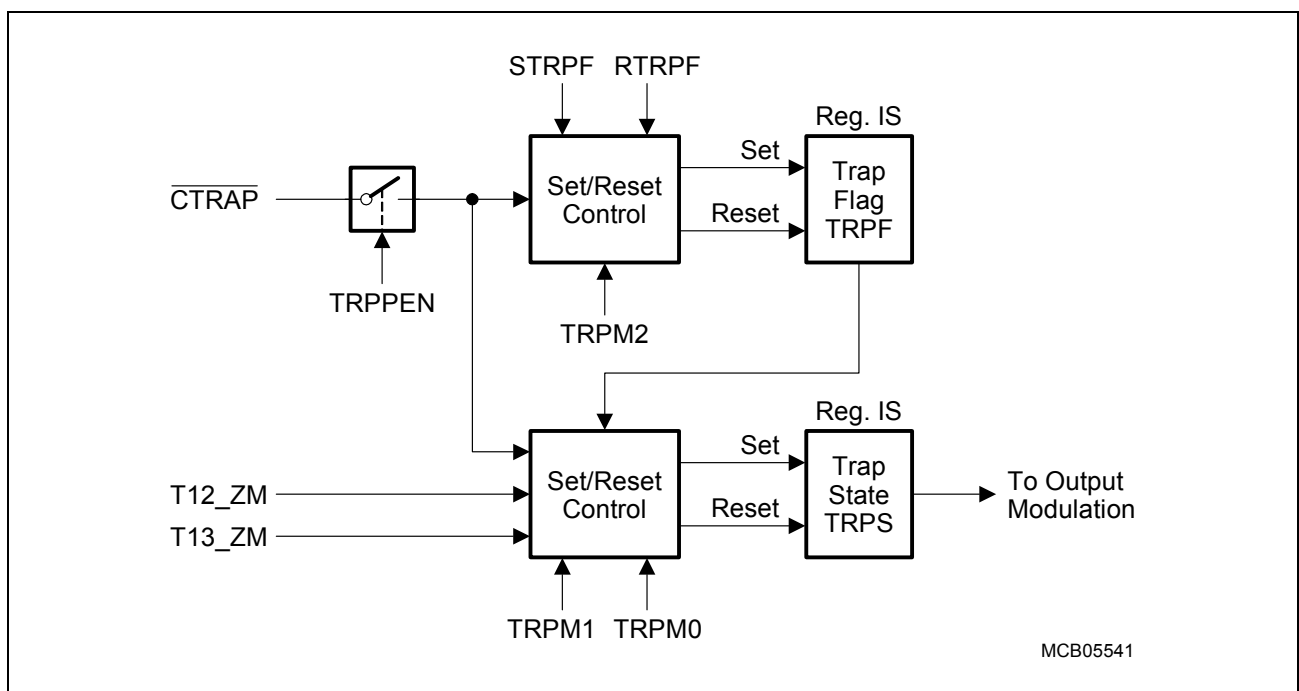 STRPF RTRPF
Reg. IS
CTRAP
Set/Reset
Control
Set
Reset
Trap
Flag
TRPF
TRPPEN
TRPM2
Reg. IS
T12_ZM
T13_ZM
Set/Reset
Control
Set
Reset
Trap
State
TRPS
To Output
Modulation
TRPM1 TRPM0
MCB05541